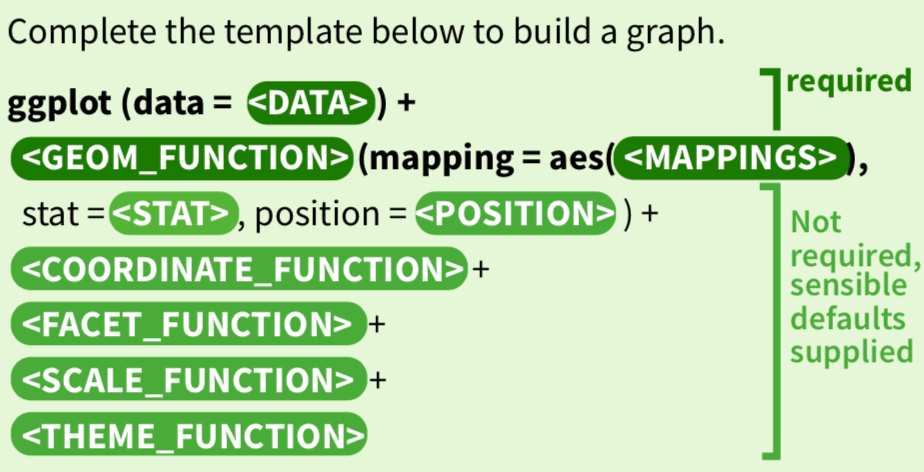 Complete the template below to build a graph.
ggplot (data = <DATA>) +
required
<GEOM_FUNCTION> (mapping = aes( <MAPPINGS> ),
stat = <STAT> , position = <POSITION> ) +
<COORDINATE_FUNCTION> +
<FACET_FUNCTION> +
<SCALE_FUNCTION> +
<THEME_FUNCTION>
Not
required,
sensible
defaults
supplied